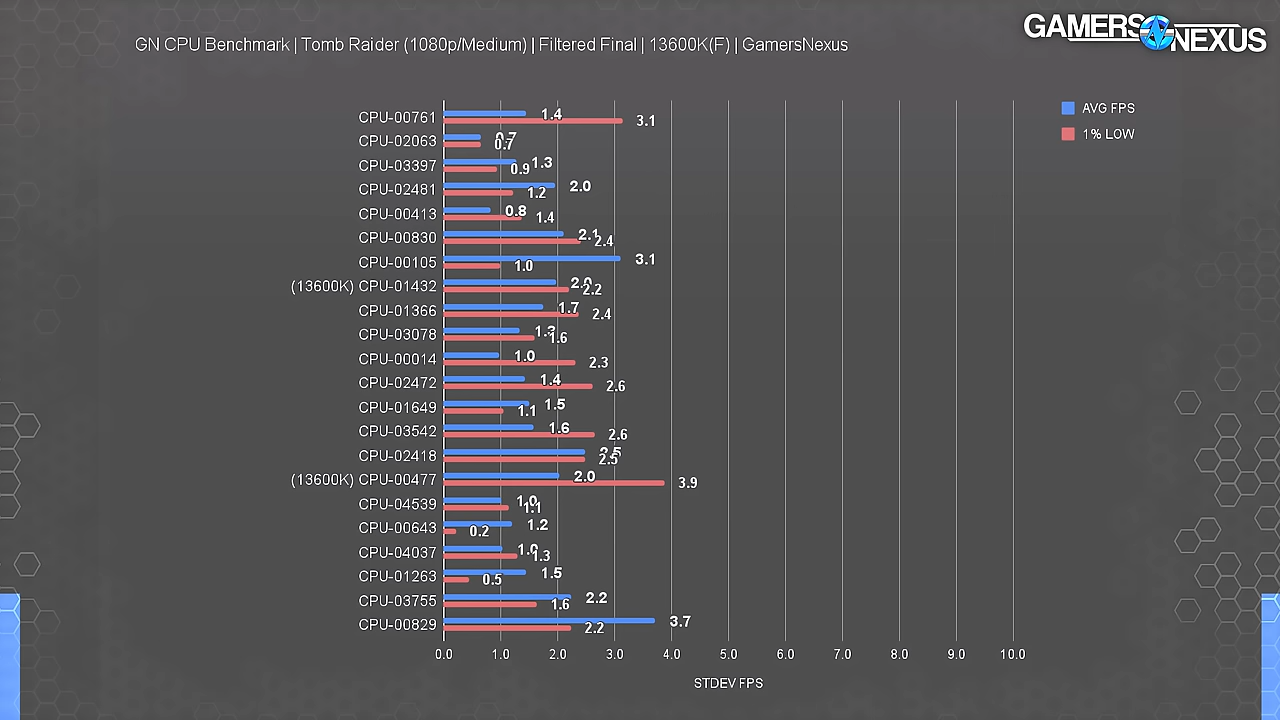 GAMERS NEXUS
GN CPU Benchmark | Tomb Raider (1080p/Medium) | Filtered Final | 13600K(F) | GamersNexus
AVG FPS
1% LOW
CPU-00761 1.4 3.1
CPU-02063 0.7 0.7
CPU-03397 1.3 0.9
CPU-02481 2.0 1.2
CPU-00413 0.8 1.4
CPU-00830 2.1 2.4
CPU-00105 3.1 1.0
(13600K) CPU-01432 2.0 2.2
CPU-01366 1.7 2.4
CPU-03078 1.3 1.6
CPU-00014 1.0 2.3
CPU-02472 1.4 2.6
CPU-01649 1.5 1.1
CPU-03542 1.6 2.6
CPU-02418 2.5 2.5
(13600K) CPU-00477 2.0 3.9
CPU-04539 1.0 1.1
CPU-00643 1.2 0.2
CPU-04037 1.0 1.3
CPU-01263 1.5 0.5
CPU-03755 2.2 1.6
CPU-00829 3.7 2.2
0.0 1.0 2.0 3.0 4.0 5.0 6.0 7.0 8.0 9.0 10.0
STDEV FPS